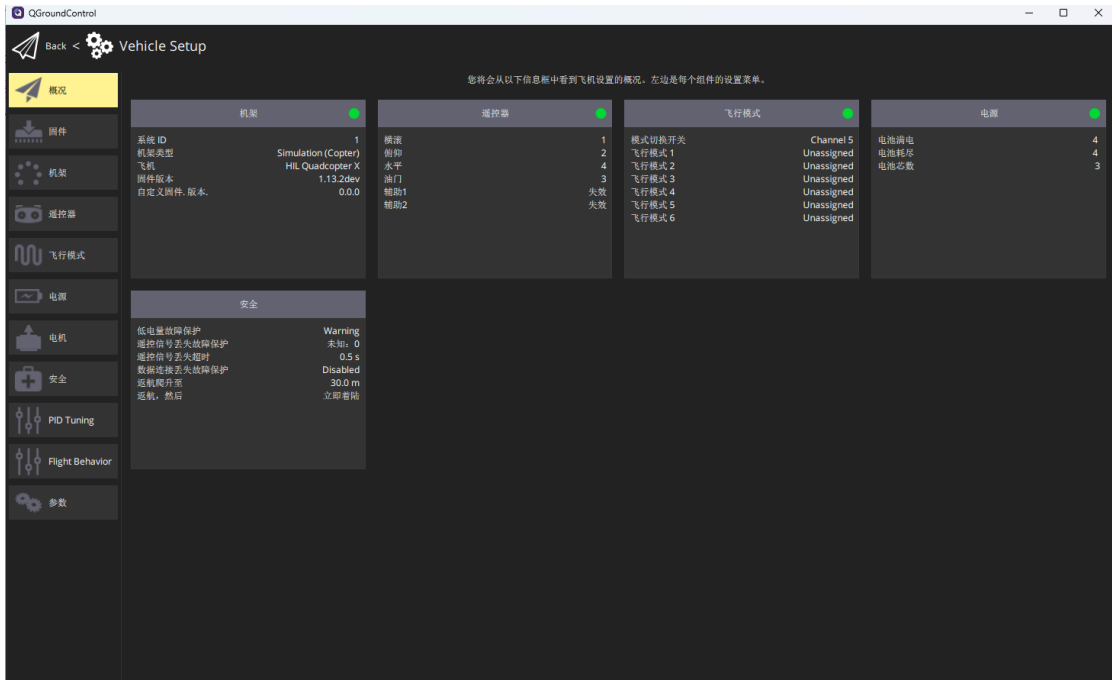 QGroundControl
Back < Vehicle Setup
概况
固件
机架
遥控器
飞行模式
电源
电机
安全
PID Tuning
Flight Behavior
参数
您将会从以下信息框中看到飞机设置的概况。左边是每个组件的设置菜单。
机架
系统 ID 1
机架类型 Simulation (Copter)
飞机 HIL Quadcopter X
固件版本 1.13.2dev
自定义固件. 版本. 0.0.0
遥控器
横滚 1
俯仰 2
水平 4
油门 3
辅助1 失效
辅助2 失效
飞行模式
模式切换开关 Channel 5
飞行模式 1 Unassigned
飞行模式 2 Unassigned
飞行模式 3 Unassigned
飞行模式 4 Unassigned
飞行模式 5 Unassigned
飞行模式 6 Unassigned
电源
电池满电 4
电池耗尽 4
电池芯数 3
安全
低电量故障保护 Warning
遥控信号丢失故障保护 未知：0
遥控信号丢失超时 0.5 s
数据连接丢失故障保护 Disabled
返航爬升至 30.0 m
返航，然后 立即着陆